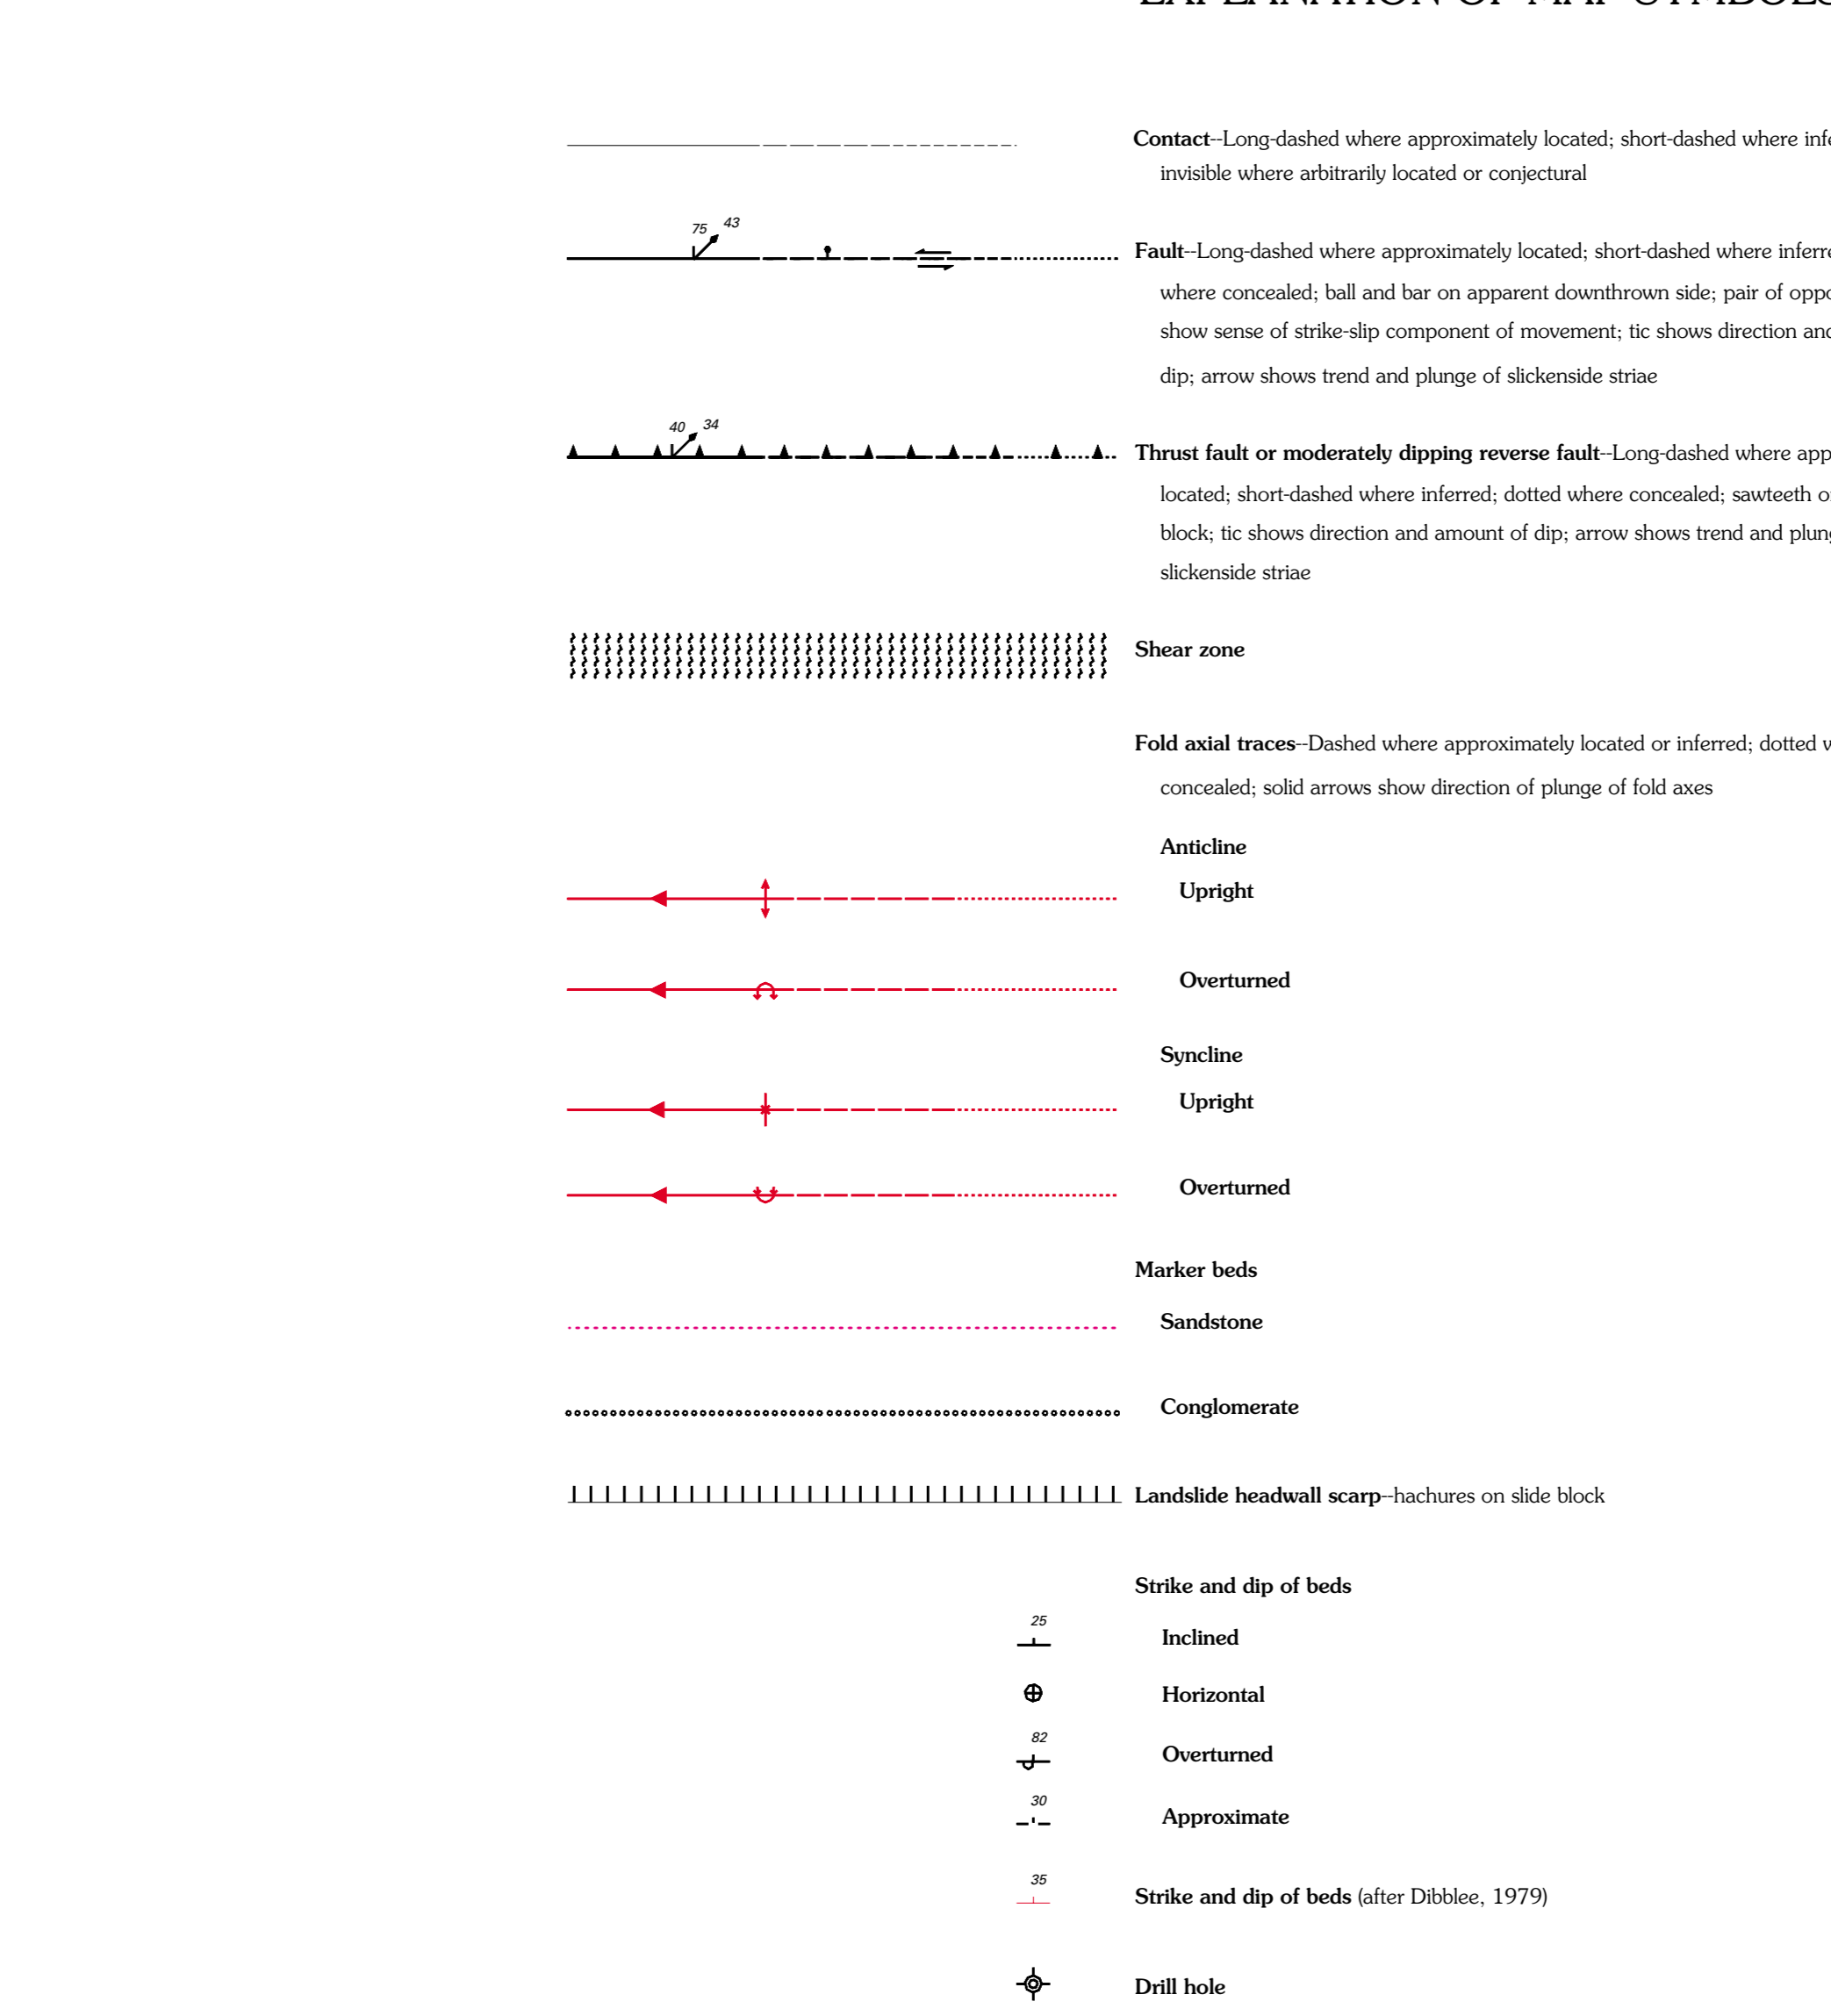 Contact--Long-dashed where approximately located; short-dashed where
invisible where arbitrarily located or conjectural
75 43
Fault--Long-dashed where approximately located; short-dashed where
where concealed; ball and bar on apparent downthrown side; pair of
show sense of strike-slip component of movement; tic shows direction
dip; arrow shows trend and plunge of slickenside striae
40 34
Thrust fault or moderately dipping reverse fault--Long-dashed where
located; short-dashed where inferred; dotted where concealed; sawteeth
block; tic shows direction and amount of dip; arrow shows trend and
slickenside striae
Shear zone
Fold axial traces--Dashed where approximately located or inferred; dotted
concealed; solid arrows show direction of plunge of fold axes
Anticline
Upright
Overturned
Syncline
Upright
Overturned
Marker beds
Sandstone
Conglomerate
Landslide headwall scarp--hachures on slide block
Strike and dip of beds
25
Inclined
Horizontal
82
Overturned
30
Approximate
35
Strike and dip of beds (after Dibblee, 1979)
Drill hole